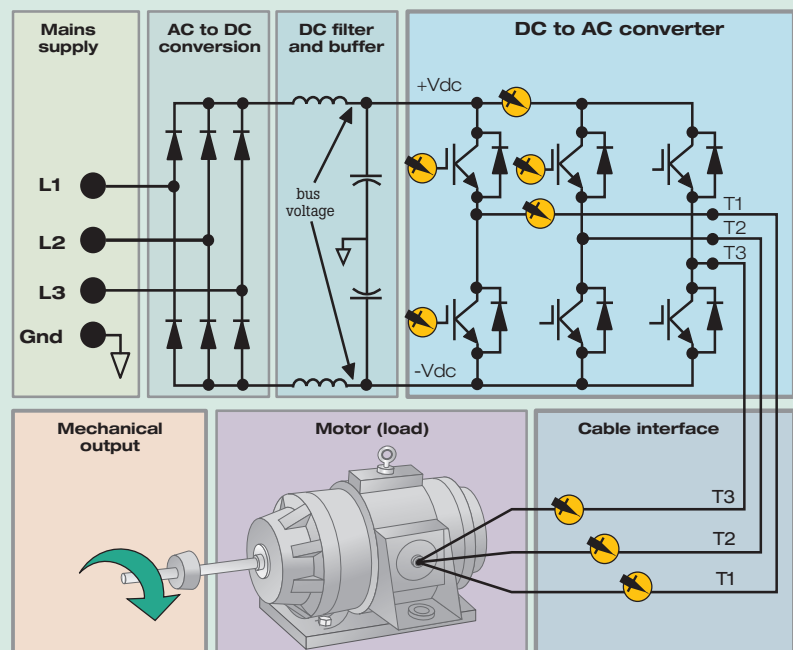 Mains
supply
AC to DC
conversion
DC filter
and buffer
DC to AC converter
+Vdc
L1
L2
L3
Gnd
bus
voltage
T1
T2
T3
-Vdc
Mechanical
output
Motor (load)
Cable interface
T3
T2
T1